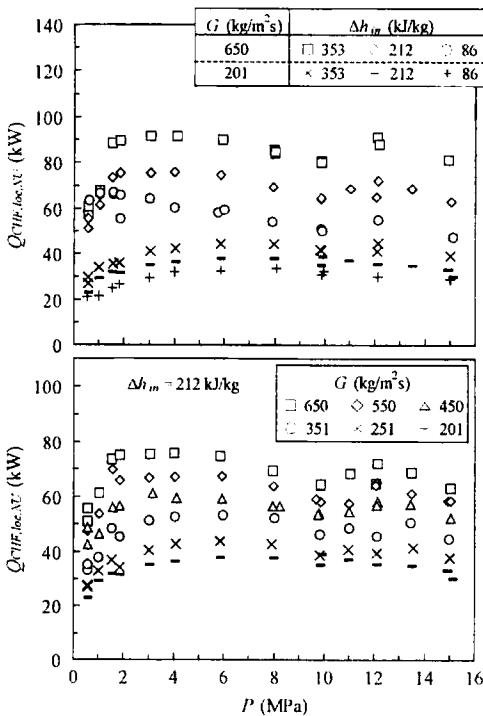 G (kg/m²s) Δh_in (kJ/kg)
650 □ 353 ◇ 212 ○ 86
201 × 353 − 212 + 86
140
120
100
80
60
40
20
0
Q_CHF,loc,NU (kW)
Δh_in = 212 kJ/kg
G (kg/m²s)
□ 650 ◇ 550 △ 450
○ 351 × 251 − 201
100
80
60
40
20
0
Q_CHF,loc,NU (kW)
0 2 4 6 8 10 12 14 16
P (MPa)